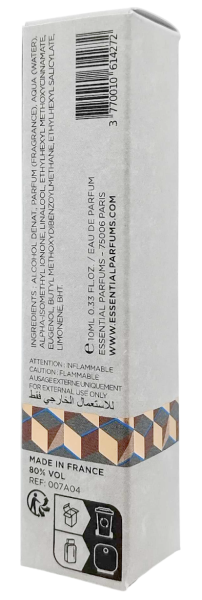 INGREDIENTS : ALCOHOL DENAT., PARFUM (FRAGRANCE), AQUA (WATER),
ALPHA-ISOMETHYL IONONE, LINALOOL, ETHYLHEXYL METHOXYCINNAMATE,
EUGENOL, BUTYL METHOXYDIBENZOYLMETHANE, ETHYLHEXYL SALICYLATE,
LIMONENE, BHT.
3 770010 614272
℮ 10ML 0.33 FL.OZ / EAU DE PARFUM
ESSENTIAL PARFUMS - 75006 PARIS
WWW.ESSENTIALPARFUMS.COM
ATTENTION : INFLAMMABLE
CAUTION : FLAMMABLE
A USAGE EXTERNE UNIQUEMENT
FOR EXTERNAL USE ONLY
للاستعمال الخارجي فقط
MADE IN FRANCE
80% VOL
REF: 007A04